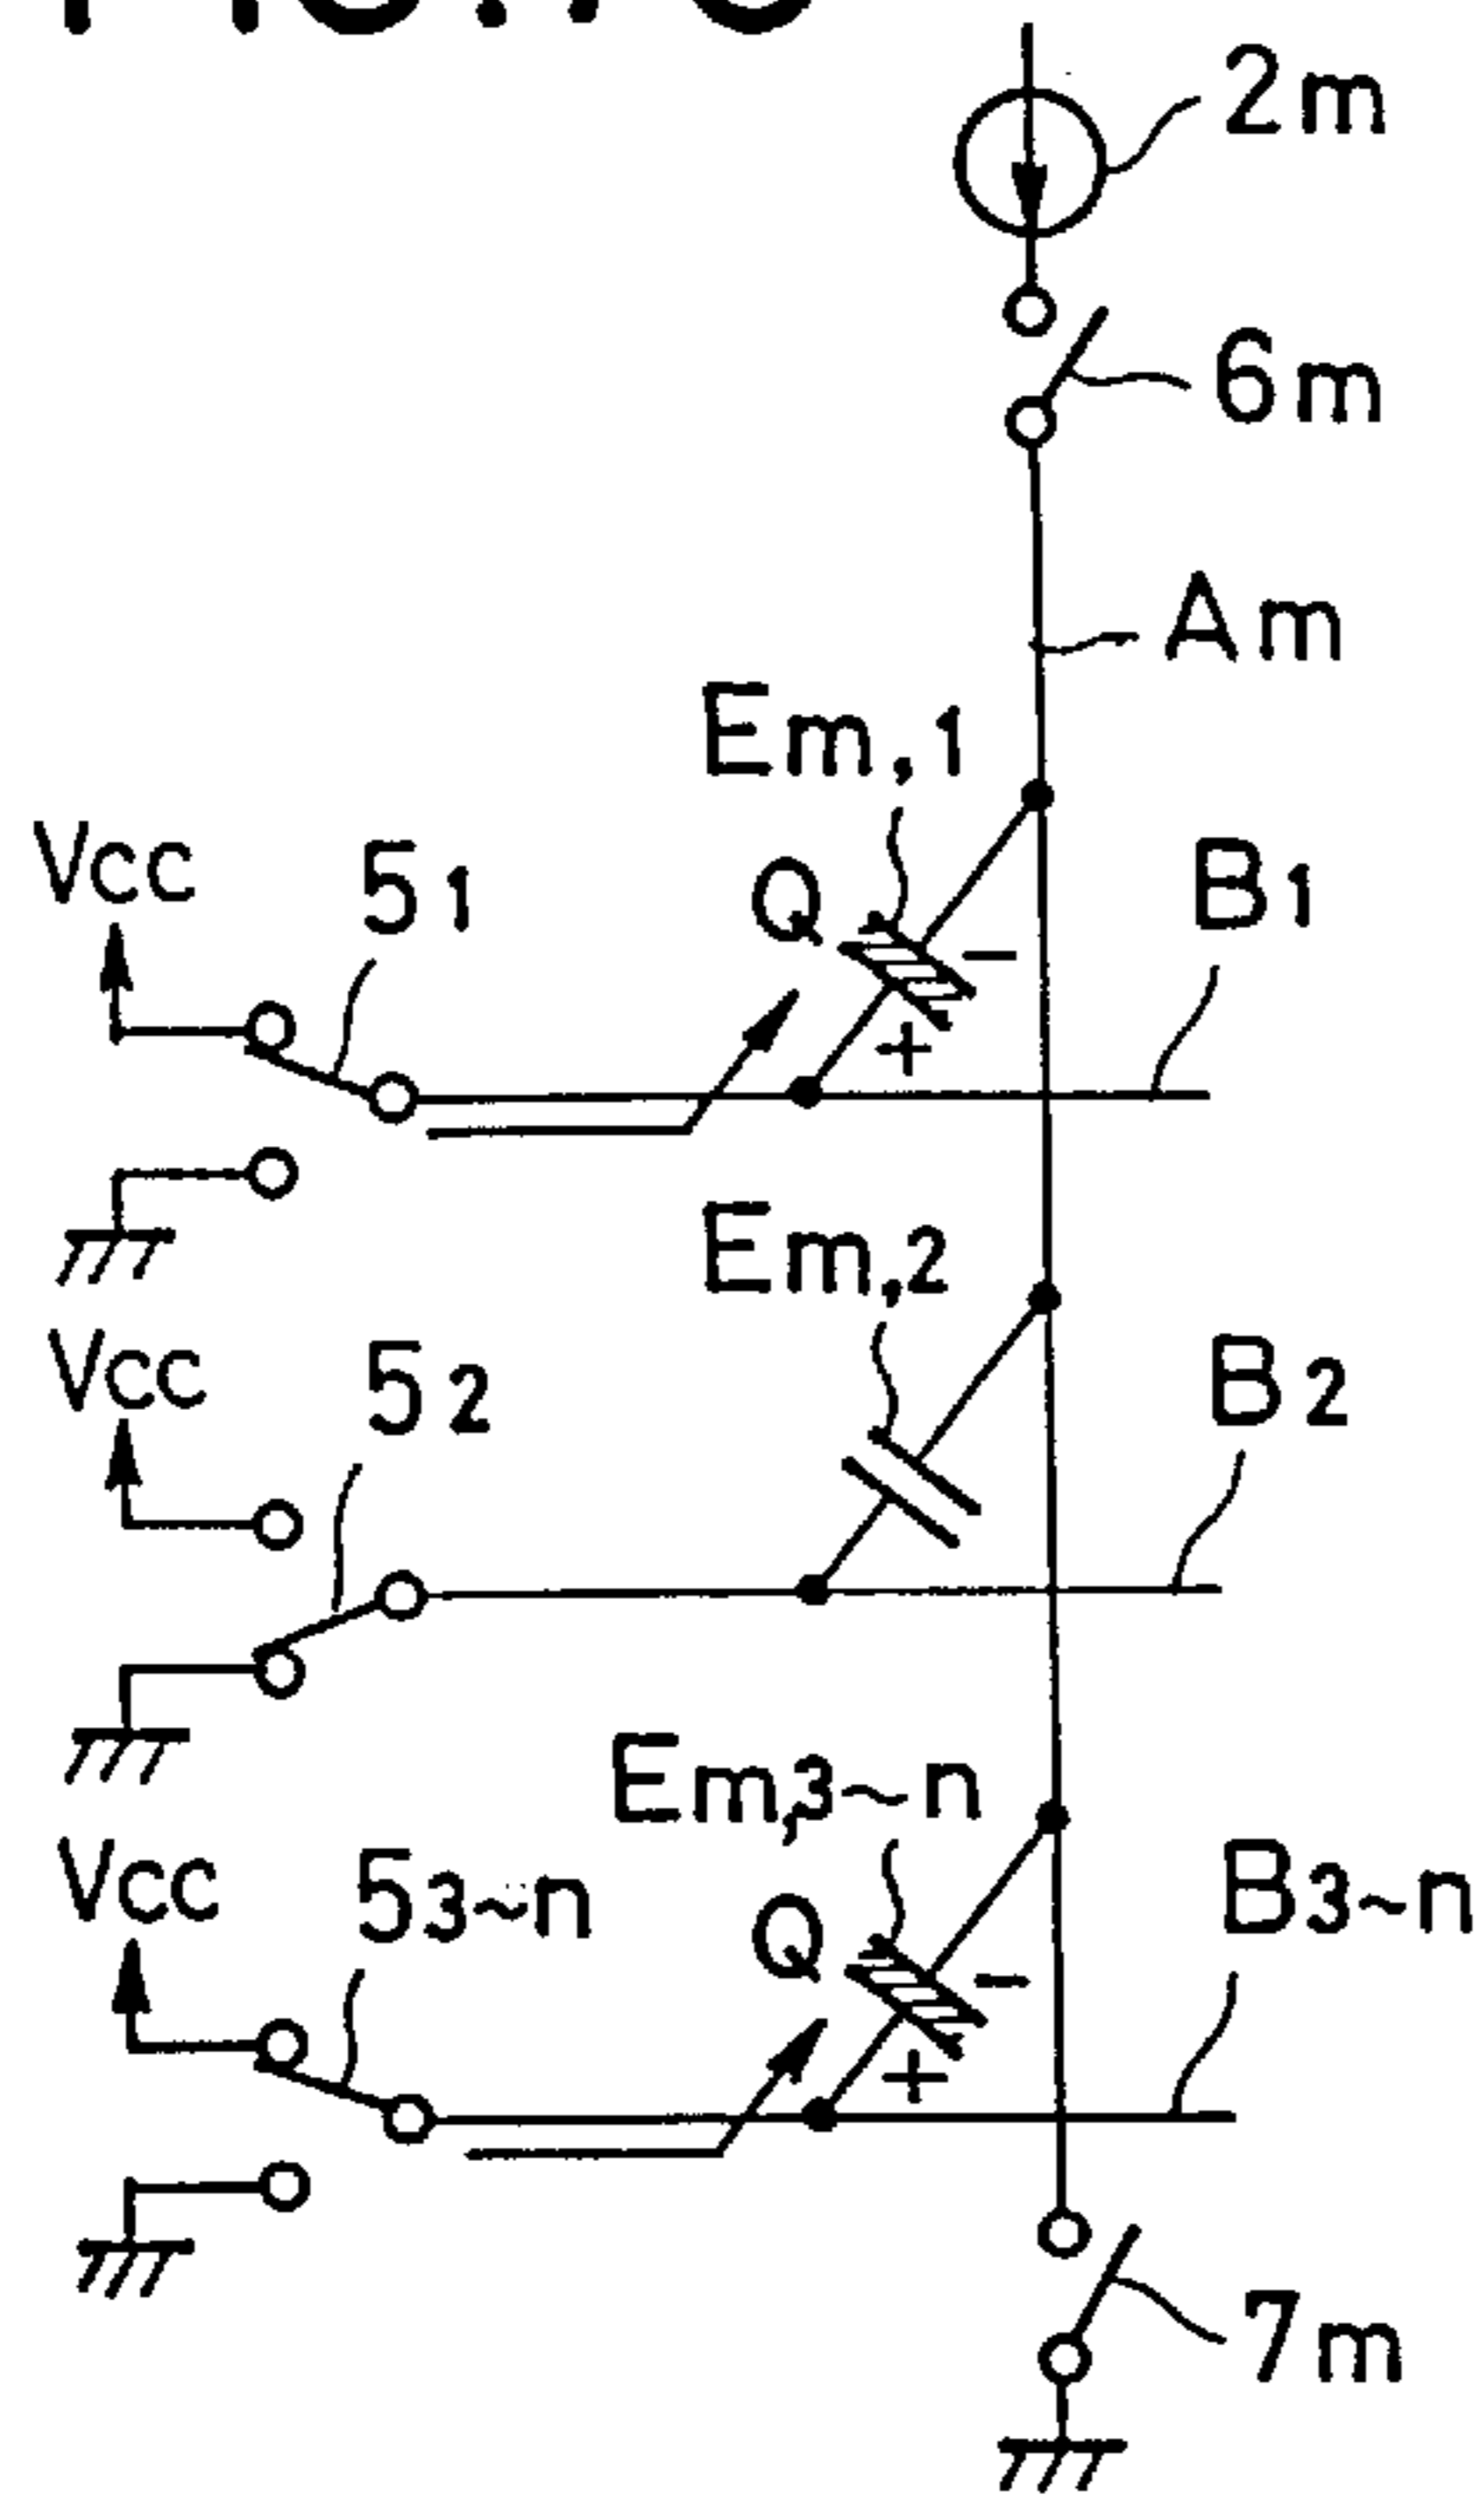 2m
6m
Am
Em,1
Vcc 51 Q - B1
+
Em,2
Vcc 52 B2
Em,3~n
Vcc 53~n Q - B3~n
+
7m